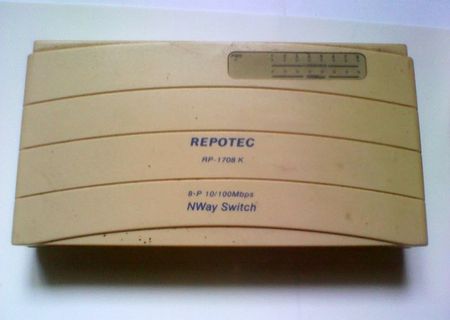 REPOTEC
RP-1708 K
8-P 10/100Mbps
NWay Switch